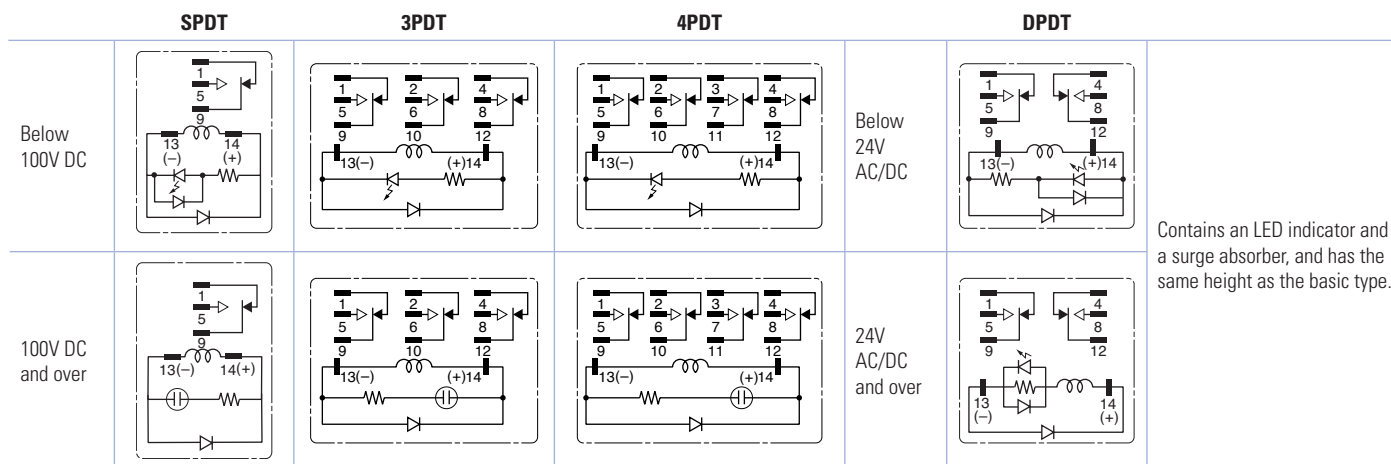 SPDT 3PDT 4PDT DPDT
Below
100V DC
1
5
9
13
(–)
14
(+)
1 2 4
5 6 8
9 10 12
13(–) (+)14
1 2 3 4
5 6 7 8
9 10 11 12
13(–) (+)14
Below
24V
AC/DC
1 4
5 8
9 12
13(–) (+)14
Contains an LED indicator and
a surge absorber, and has the
same height as the basic type.
100V DC
and over
1
5
9
13(–) 14(+)
1 2 4
5 6 8
9 10 12
13(–) (+)14
1 2 3 4
5 6 7 8
9 10 11 12
13(–) (+)14
24V
AC/DC
and over
1 4
5 8
9 12
13
(–)
14
(+)